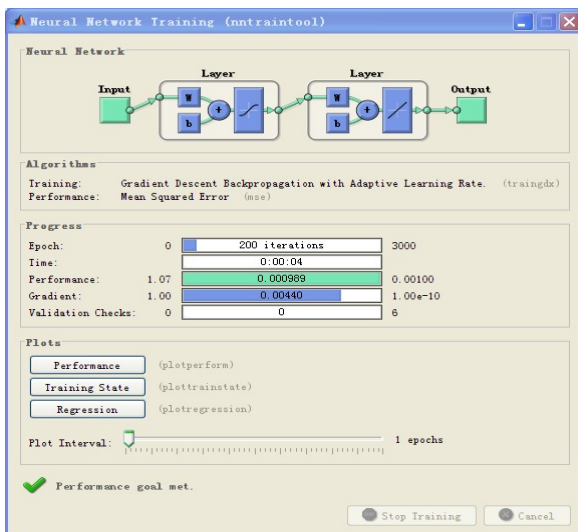 Neural Network Training (nntraintool)
Neural Network
Layer Layer
Input Output
W W
+ +
b b
Algorithms
Training: Gradient Descent Backpropagation with Adaptive Learning Rate. (traingdx)
Performance: Mean Squared Error (mse)
Progress
Epoch: 0 200 iterations 3000
Time: 0:00:04
Performance: 1.07 0.000989 0.00100
Gradient: 1.00 0.00440 1.00e-10
Validation Checks: 0 0 6
Plots
Performance (plotperform)
Training State (plottrainstate)
Regression (plotregression)
Plot Interval: 1 epochs
Performance goal met.
Stop Training Cancel